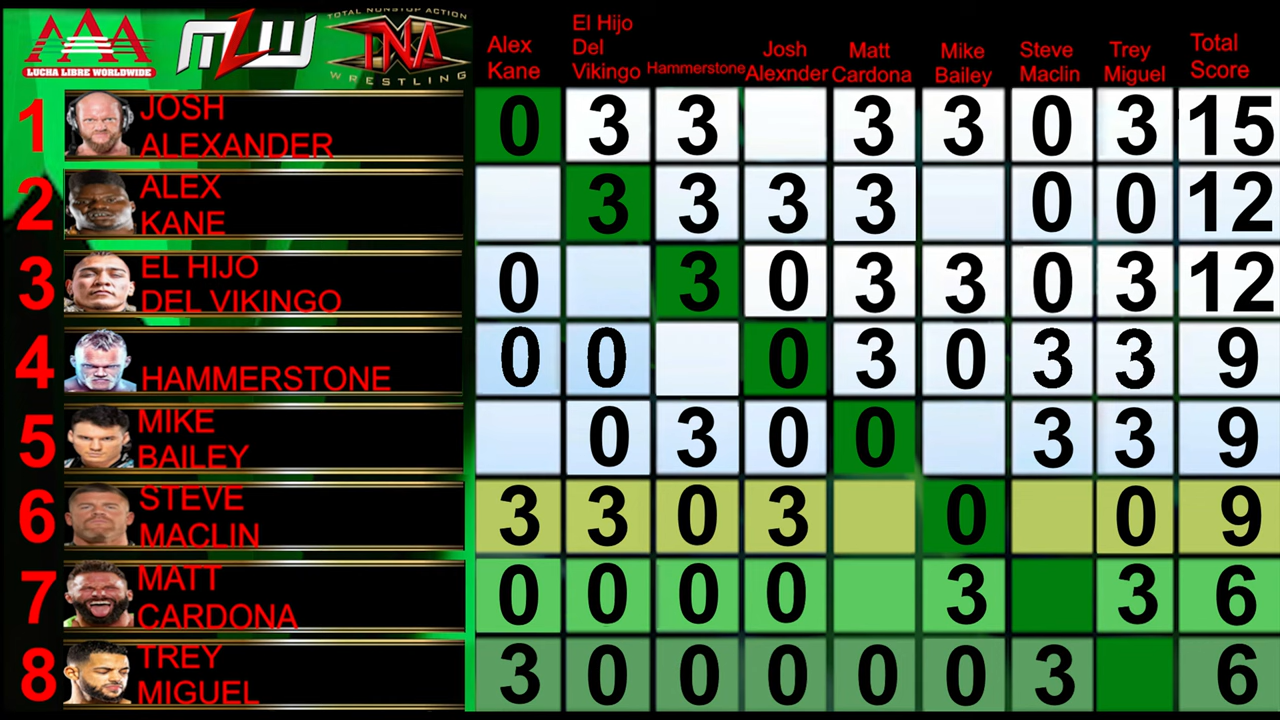 AAA
LUCHA LIBRE WORLDWIDE
MLW
TOTAL NONSTOP ACTION
TNA
WRESTLING
Alex
Kane
El Hijo
Del
Vikingo
Hammerstone
Josh
Alexnder
Matt
Cardona
Mike
Bailey
Steve
Maclin
Trey
Miguel
Total
Score
1 JOSH
ALEXANDER 0 3 3 3 3 0 3 15
2 ALEX
KANE 3 3 3 3 0 0 12
3 EL HIJO
DEL VIKINGO 0 3 0 3 3 0 3 12
4 HAMMERSTONE 0 0 0 3 0 3 3 9
5 MIKE
BAILEY 0 3 0 0 3 3 9
6 STEVE
MACLIN 3 3 0 3 0 0 9
7 MATT
CARDONA 0 0 0 0 3 3 6
8 TREY
MIGUEL 3 0 0 0 0 0 3 6